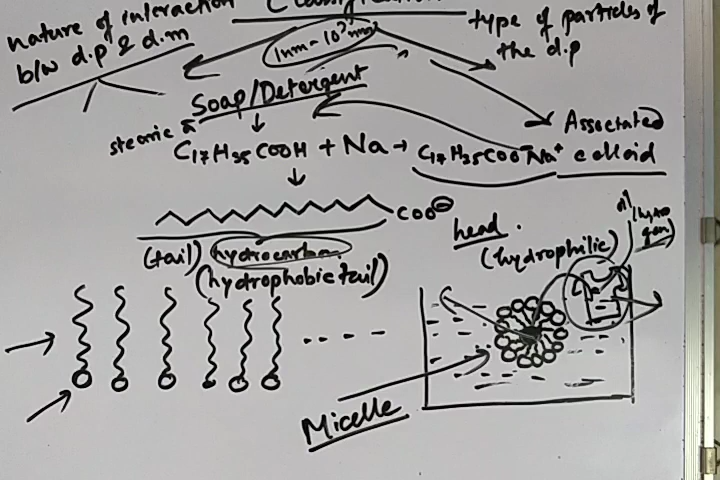 nature of interaction
b/w d.p & d.m
type of particles of
the d.p
1nm - 10³nm
Soap/Detergent
stearic
Associated
colloid
C₁₇H₃₅COOH + Na → C₁₇H₃₅COO⁻Na⁺
COO⊖
head.
(hydrophilic)
(tail) hydrocarbon
(hydrophobic tail)
Micelle